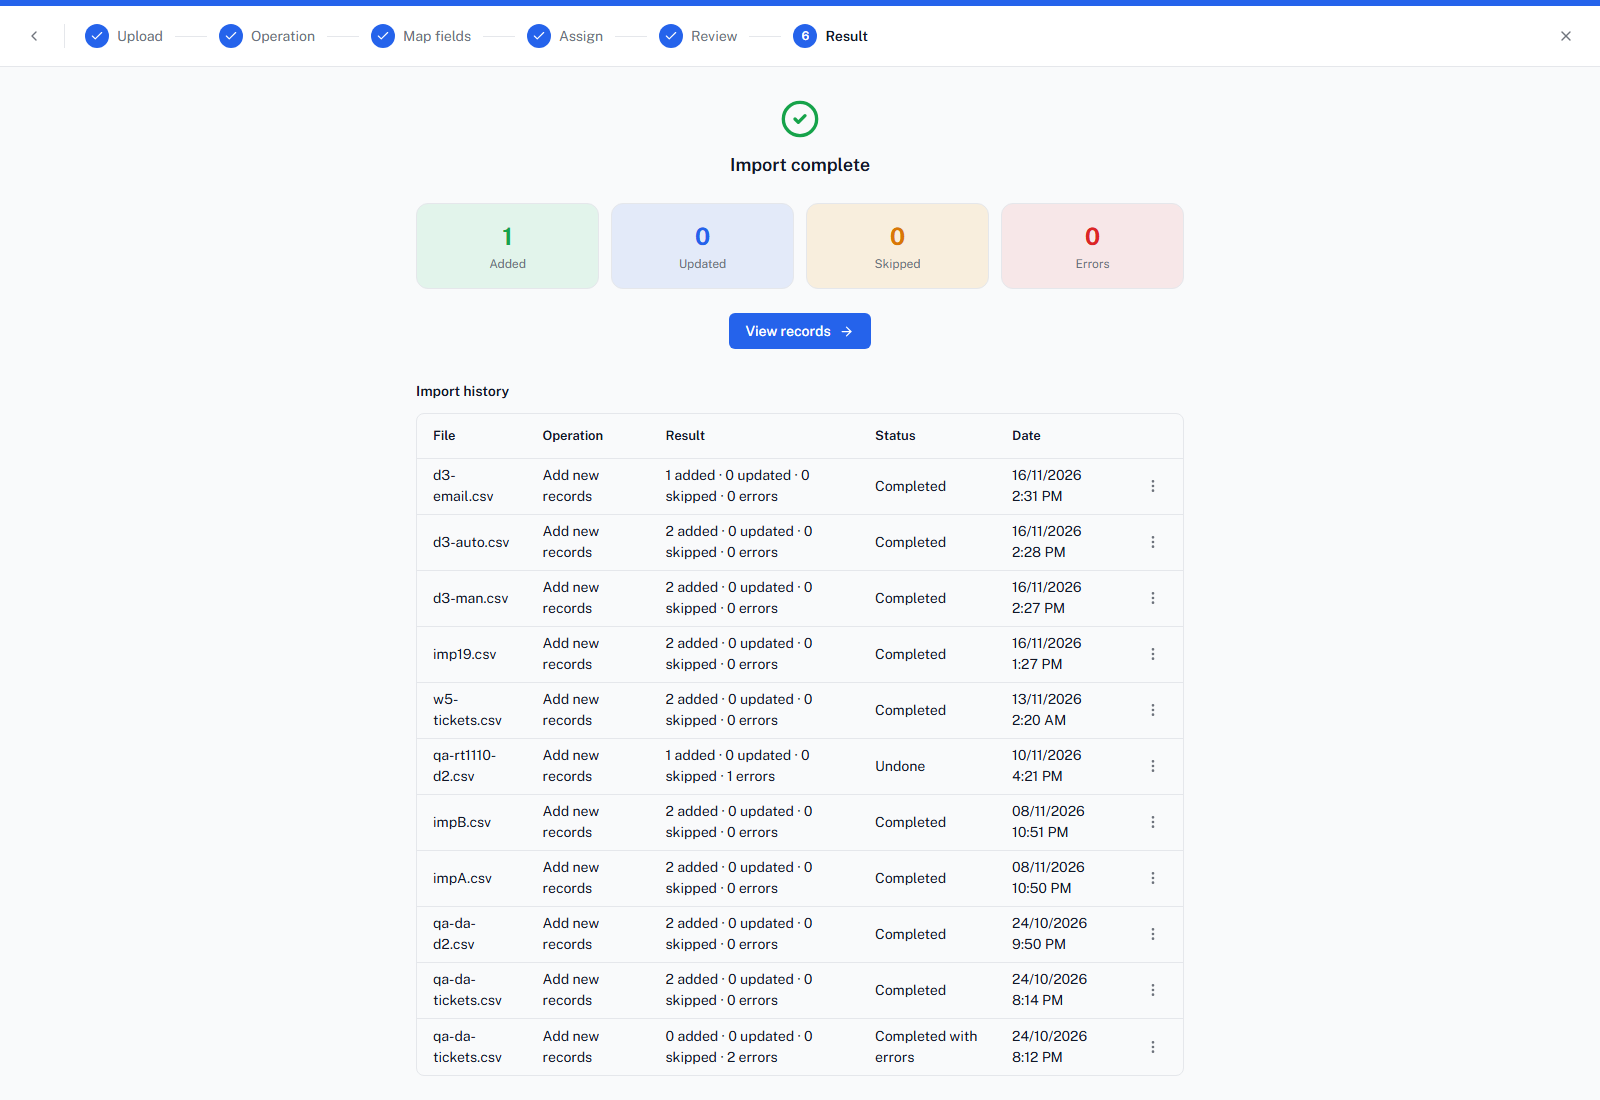 Upload Operation Map fields Assign Review 6 Result
Import complete
1 0 0 0
Added Updated Skipped Errors
View records
Import history
File Operation Result Status Date
d3- Add new 1 added · 0 updated · 0 Completed 16/11/2026
email.csv records skipped · 0 errors 2:31 PM
d3-auto.csv Add new 2 added · 0 updated · 0 Completed 16/11/2026
records skipped · 0 errors 2:28 PM
d3-man.csv Add new 2 added · 0 updated · 0 Completed 16/11/2026
records skipped · 0 errors 2:27 PM
imp19.csv Add new 2 added · 0 updated · 0 Completed 16/11/2026
records skipped · 0 errors 1:27 PM
w5- Add new 2 added · 0 updated · 0 Completed 13/11/2026
tickets.csv records skipped · 0 errors 2:20 AM
qa-rt1110- Add new 1 added · 0 updated · 0 Undone 10/11/2026
d2.csv records skipped · 1 errors 4:21 PM
impB.csv Add new 2 added · 0 updated · 0 Completed 08/11/2026
records skipped · 0 errors 10:51 PM
impA.csv Add new 2 added · 0 updated · 0 Completed 08/11/2026
records skipped · 0 errors 10:50 PM
qa-da- Add new 2 added · 0 updated · 0 Completed 24/10/2026
d2.csv records skipped · 0 errors 9:50 PM
qa-da- Add new 2 added · 0 updated · 0 Completed 24/10/2026
tickets.csv records skipped · 0 errors 8:14 PM
qa-da- Add new 0 added · 0 updated · 0 Completed with 24/10/2026
tickets.csv records skipped · 2 errors errors 8:12 PM